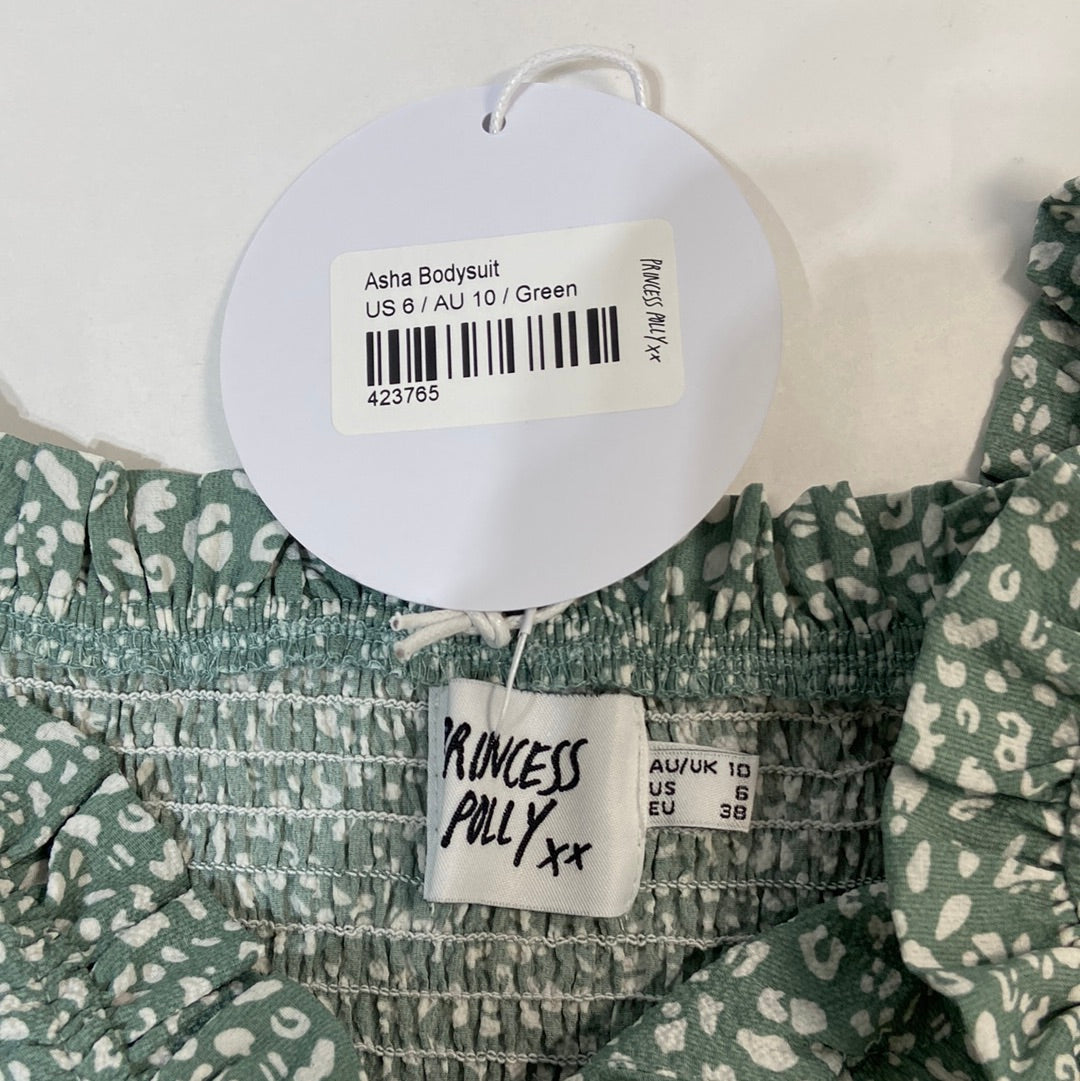 Asha Bodysuit
US 6 / AU 10 / Green
423765
PRINCESS POLLY xx
PRINCESS
POLLY xx
AU/UK 10
US 6
EU 38